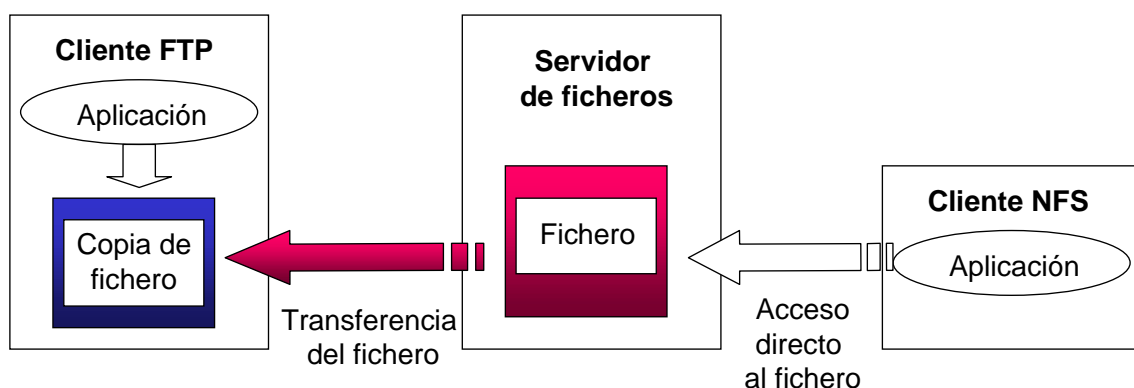 Cliente FTP
Aplicación
Copia de
fichero
Transferencia
del fichero
Servidor
de ficheros
Fichero
Acceso
directo
al fichero
Cliente NFS
Aplicación